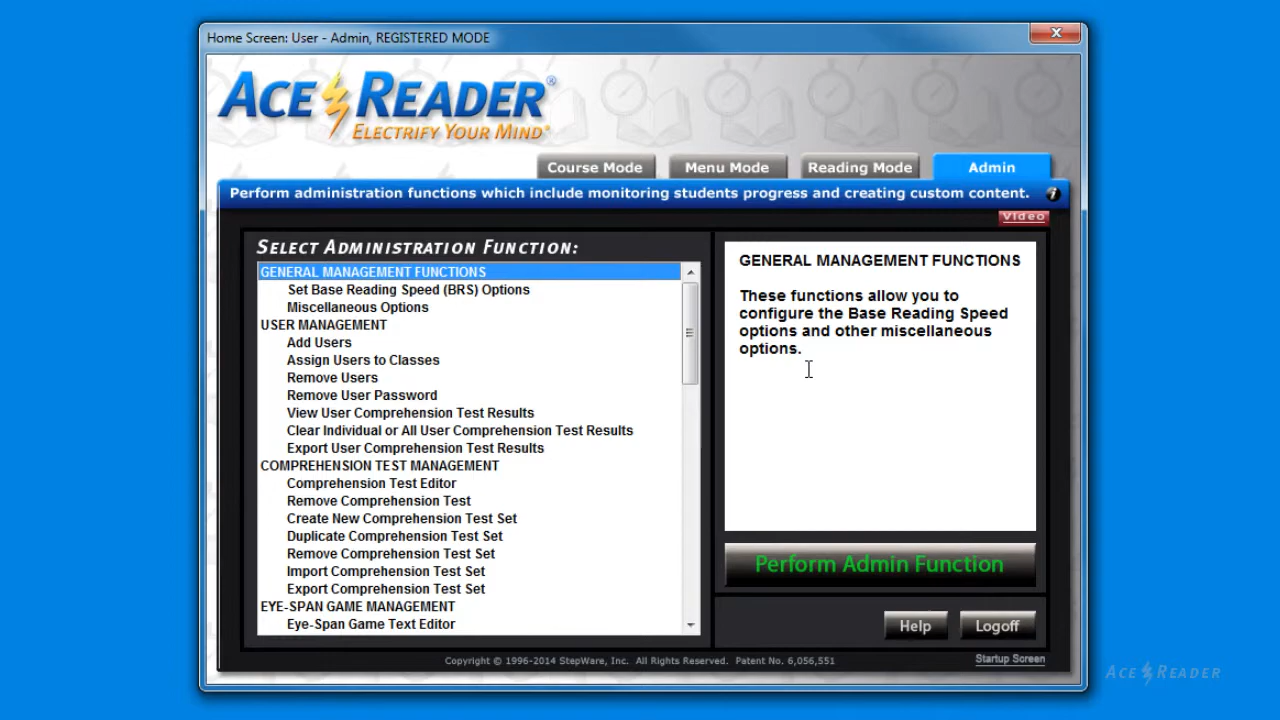 Home Screen: User - Admin, REGISTERED MODE
ACE READER®
ELECTRIFY YOUR MIND®
Course Mode
Menu Mode
Reading Mode
Admin
Perform administration functions which include monitoring students progress and creating custom content.
i
Video
SELECT ADMINISTRATION FUNCTION:
GENERAL MANAGEMENT FUNCTIONS
Set Base Reading Speed (BRS) Options
Miscellaneous Options
USER MANAGEMENT
Add Users
Assign Users to Classes
Remove Users
Remove User Password
View User Comprehension Test Results
Clear Individual or All User Comprehension Test Results
Export User Comprehension Test Results
COMPREHENSION TEST MANAGEMENT
Comprehension Test Editor
Remove Comprehension Test
Create New Comprehension Test Set
Duplicate Comprehension Test Set
Remove Comprehension Test Set
Import Comprehension Test Set
Export Comprehension Test Set
EYE-SPAN GAME MANAGEMENT
Eye-Span Game Text Editor
GENERAL MANAGEMENT FUNCTIONS
These functions allow you to
configure the Base Reading Speed
options and other miscellaneous
options.
Perform Admin Function
Help
Logoff
Copyright © 1996-2014 StepWare, Inc. All Rights Reserved. Patent No. 6,056,551
Startup Screen
ACE READER